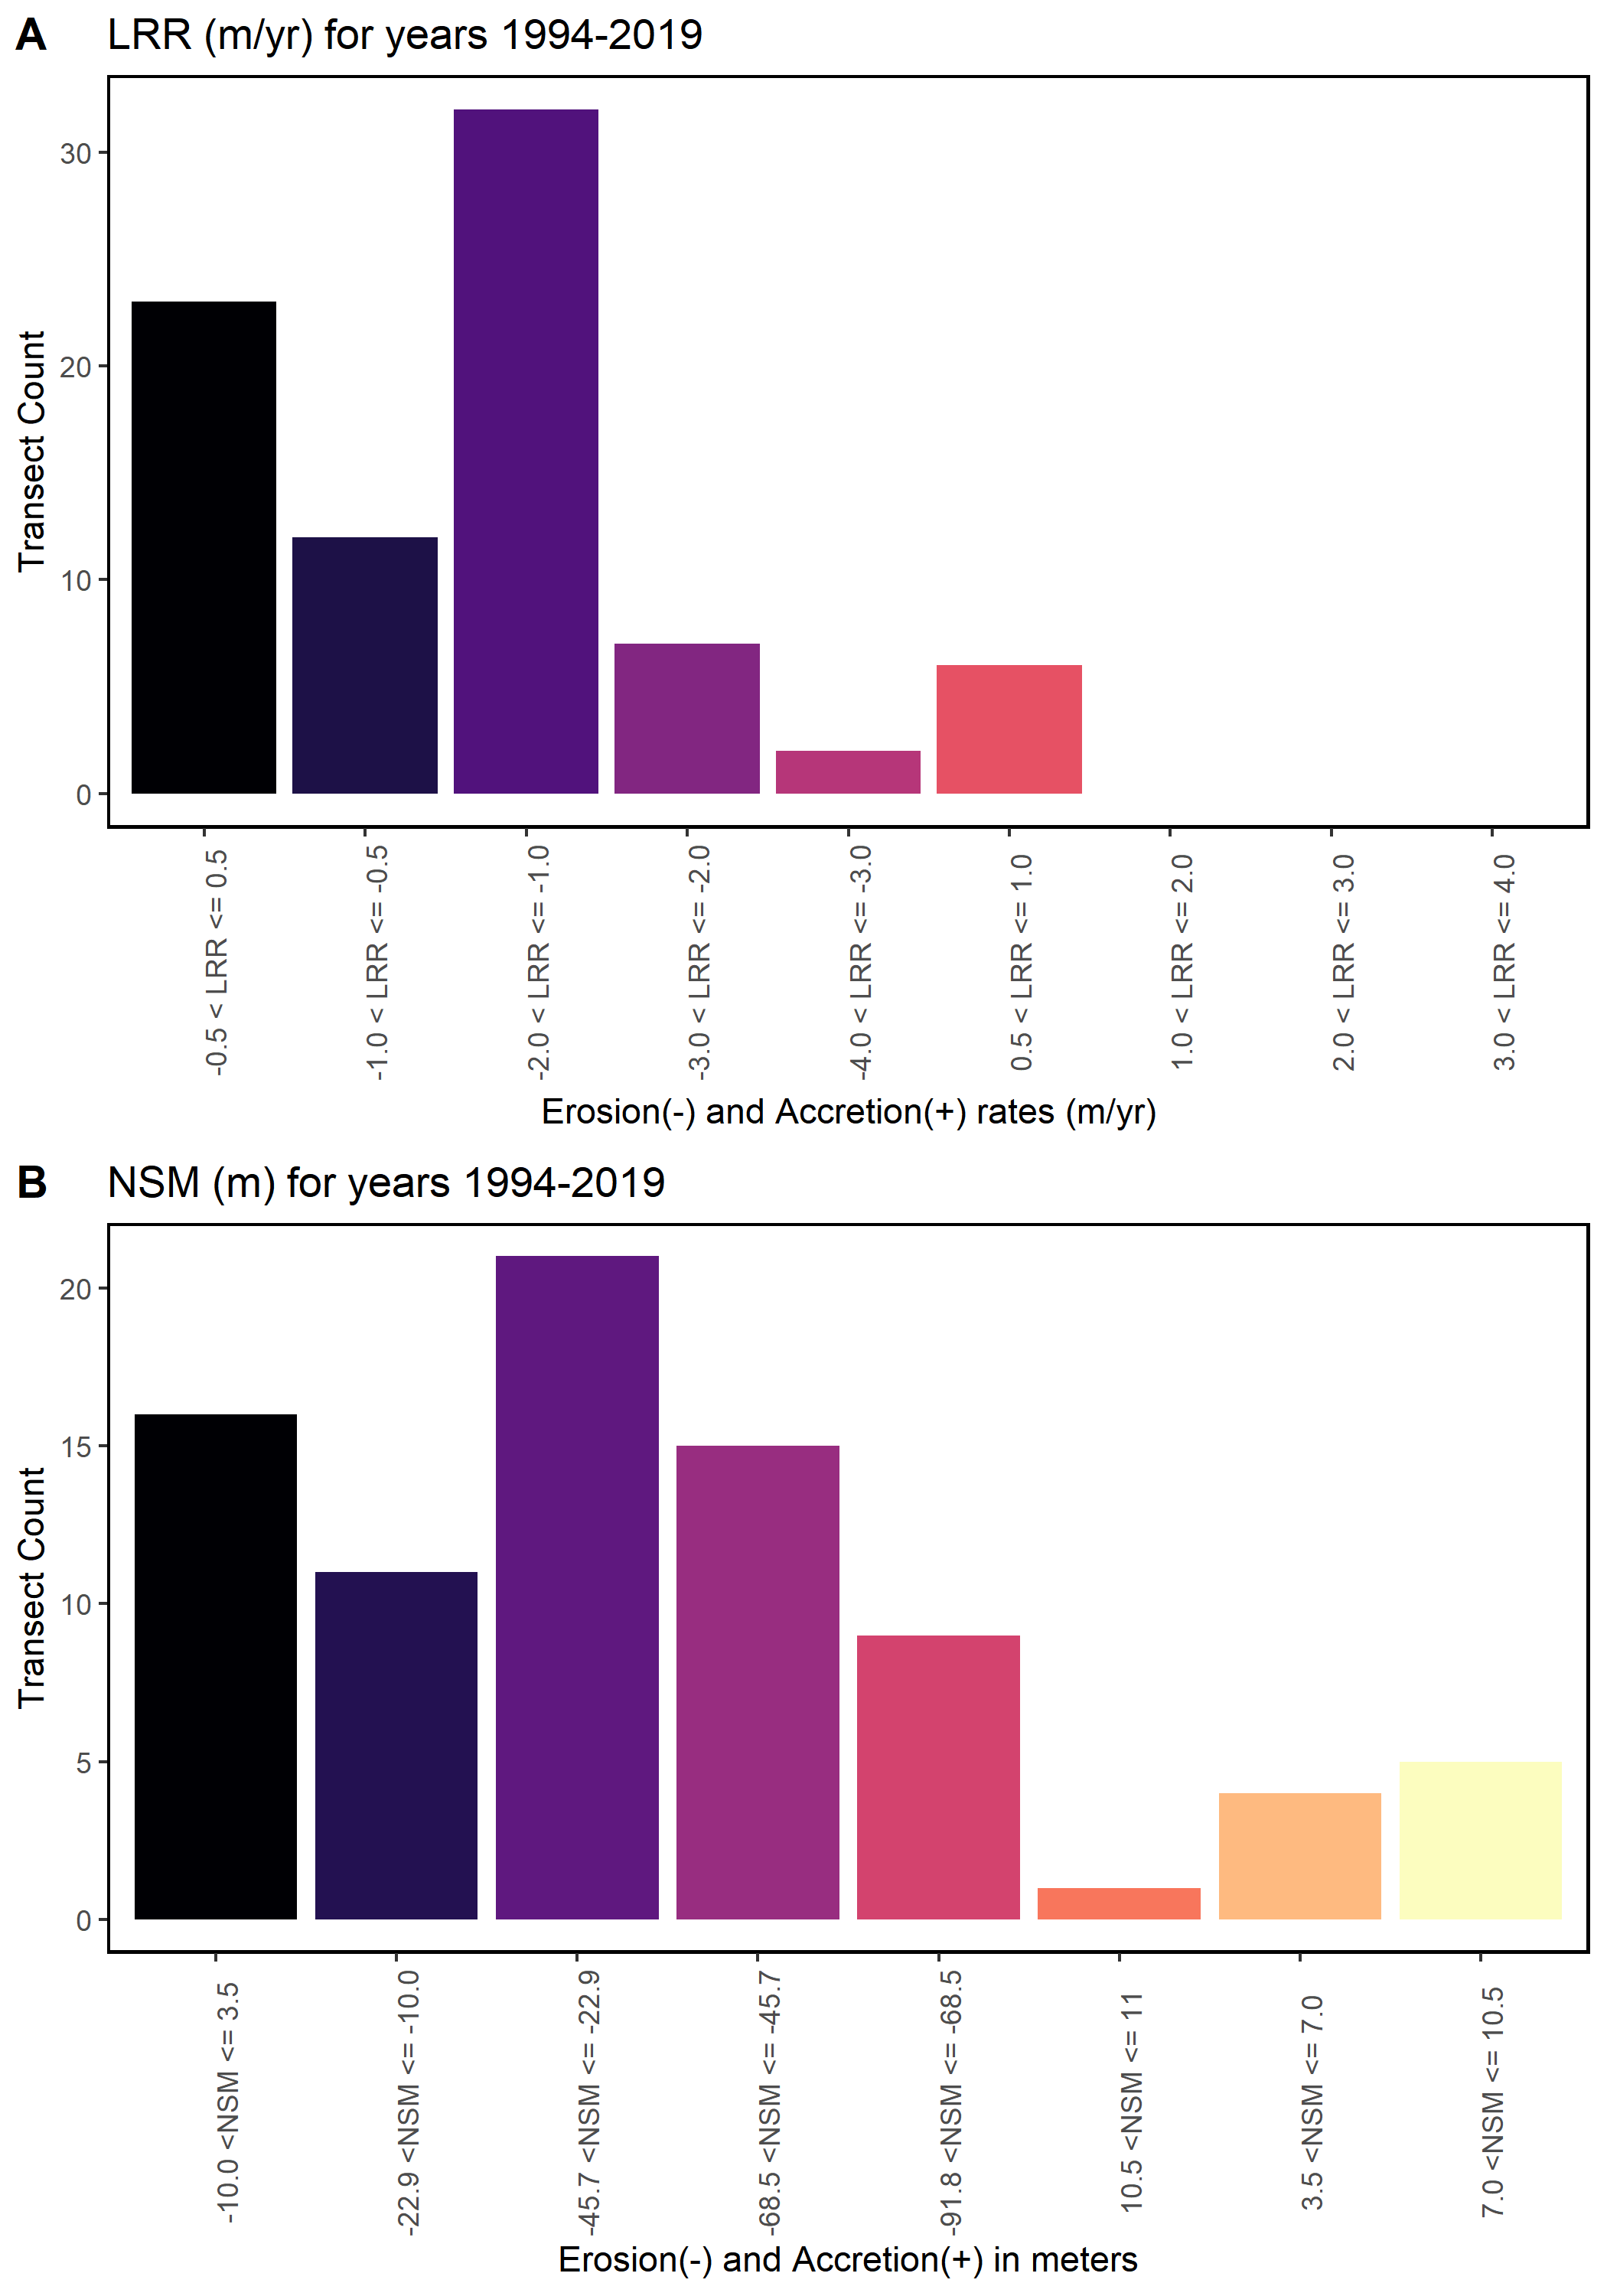 A LRR (m/yr) for years 1994-2019
Transect Count
30
20
10
0
-0.5 < LRR <= 0.5
-1.0 < LRR <= -0.5
-2.0 < LRR <= -1.0
-3.0 < LRR <= -2.0
-4.0 < LRR <= -3.0
0.5 < LRR <= 1.0
1.0 < LRR <= 2.0
2.0 < LRR <= 3.0
3.0 < LRR <= 4.0
Erosion(-) and Accretion(+) rates (m/yr)
B NSM (m) for years 1994-2019
Transect Count
20
15
10
5
0
-10.0 <NSM <= 3.5
-22.9 <NSM <= -10.0
-45.7 <NSM <= -22.9
-68.5 <NSM <= -45.7
-91.8 <NSM <= -68.5
10.5 <NSM <= 11
3.5 <NSM <= 7.0
7.0 <NSM <= 10.5
Erosion(-) and Accretion(+) in meters